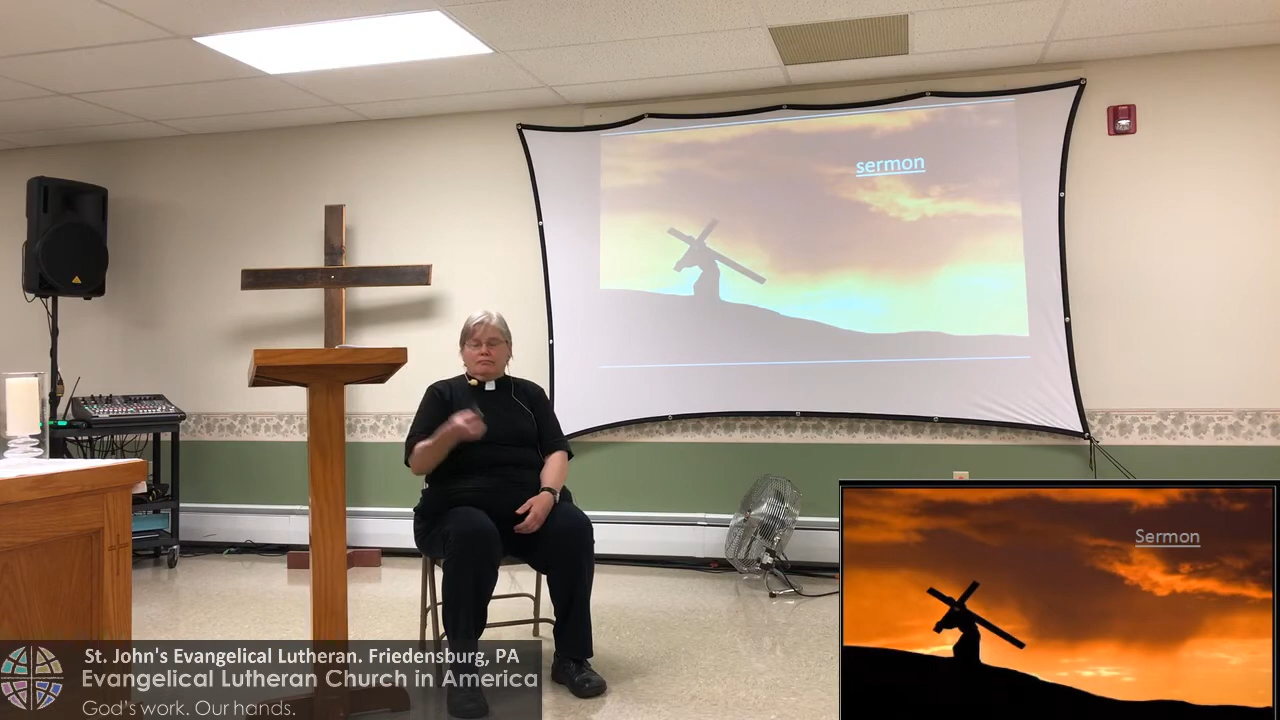 sermon
Sermon
St. John's Evangelical Lutheran. Friedensburg, PA
Evangelical Lutheran Church in America
God's work. Our hands.